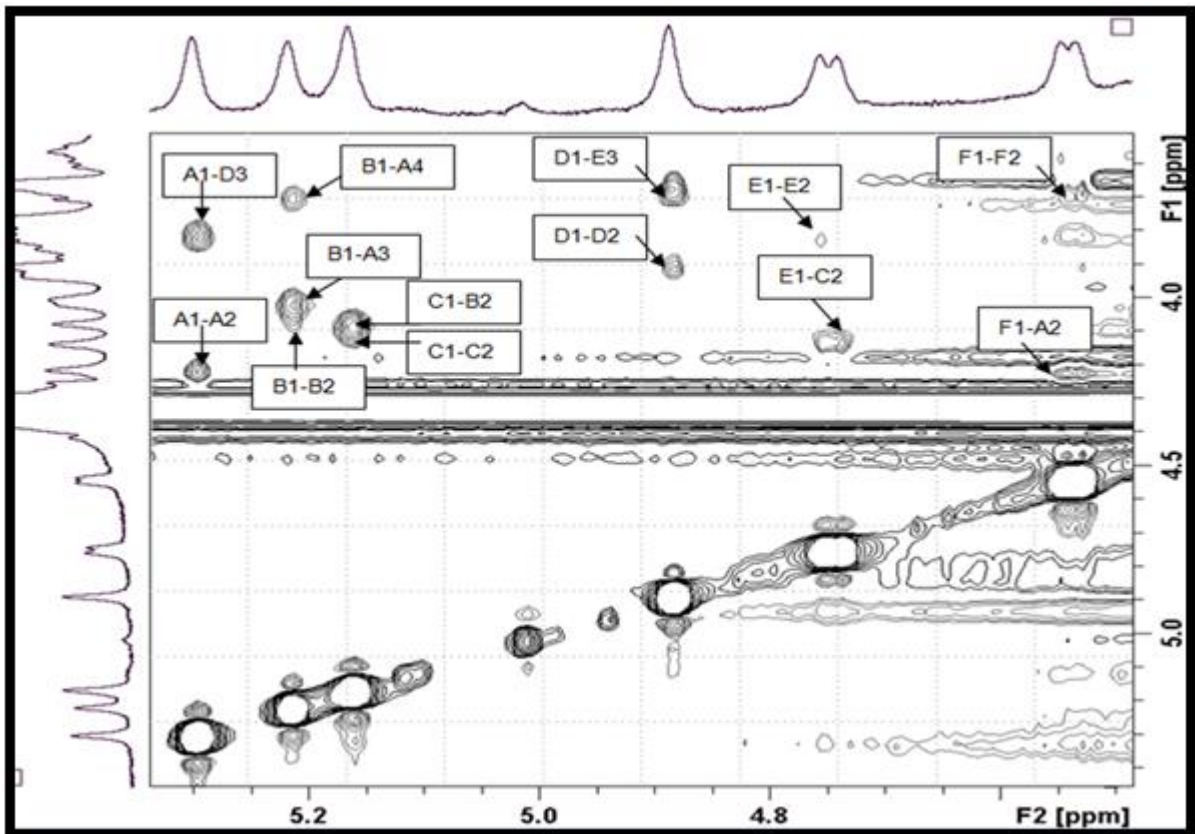 A1-D3
B1-A4
D1-E3
E1-E2
F1-F2
B1-A3
D1-D2
E1-C2
A1-A2
C1-B2
C1-C2
F1-A2
B1-B2
F1 [ppm]
4.0
4.5
5.0
5.2
5.0
4.8
F2 [ppm]